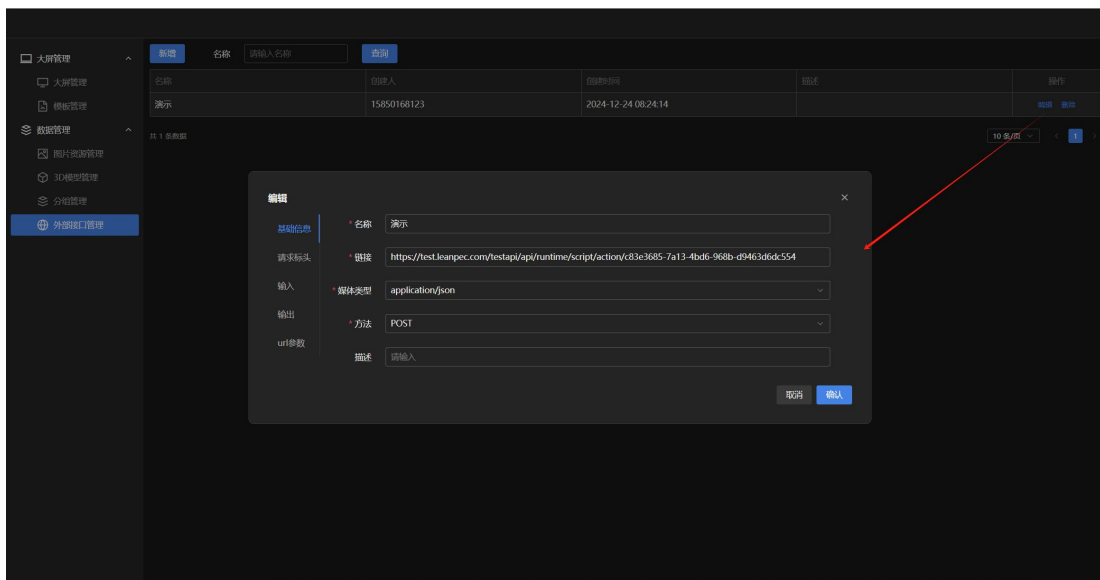 大屏管理
大屏管理
模板管理
数据管理
图片资源管理
3D模型管理
分组管理
外部接口管理
新增 名称 请输入名称 查询
名称 创建人 创建时间 描述 操作
演示 15850168123 2024-12-24 08:24:14 编辑 删除
共 1 条数据 10 条/页 1
编辑
基础信息
请求标头
输入
输出
url参数
* 名称 演示
* 链接 https://test.leanpec.com/testapi/api/runtime/script/action/c83e3685-7a13-4bd6-968b-d9463d6dc554
* 媒体类型 application/json
* 方法 POST
描述 请输入
取消 确认